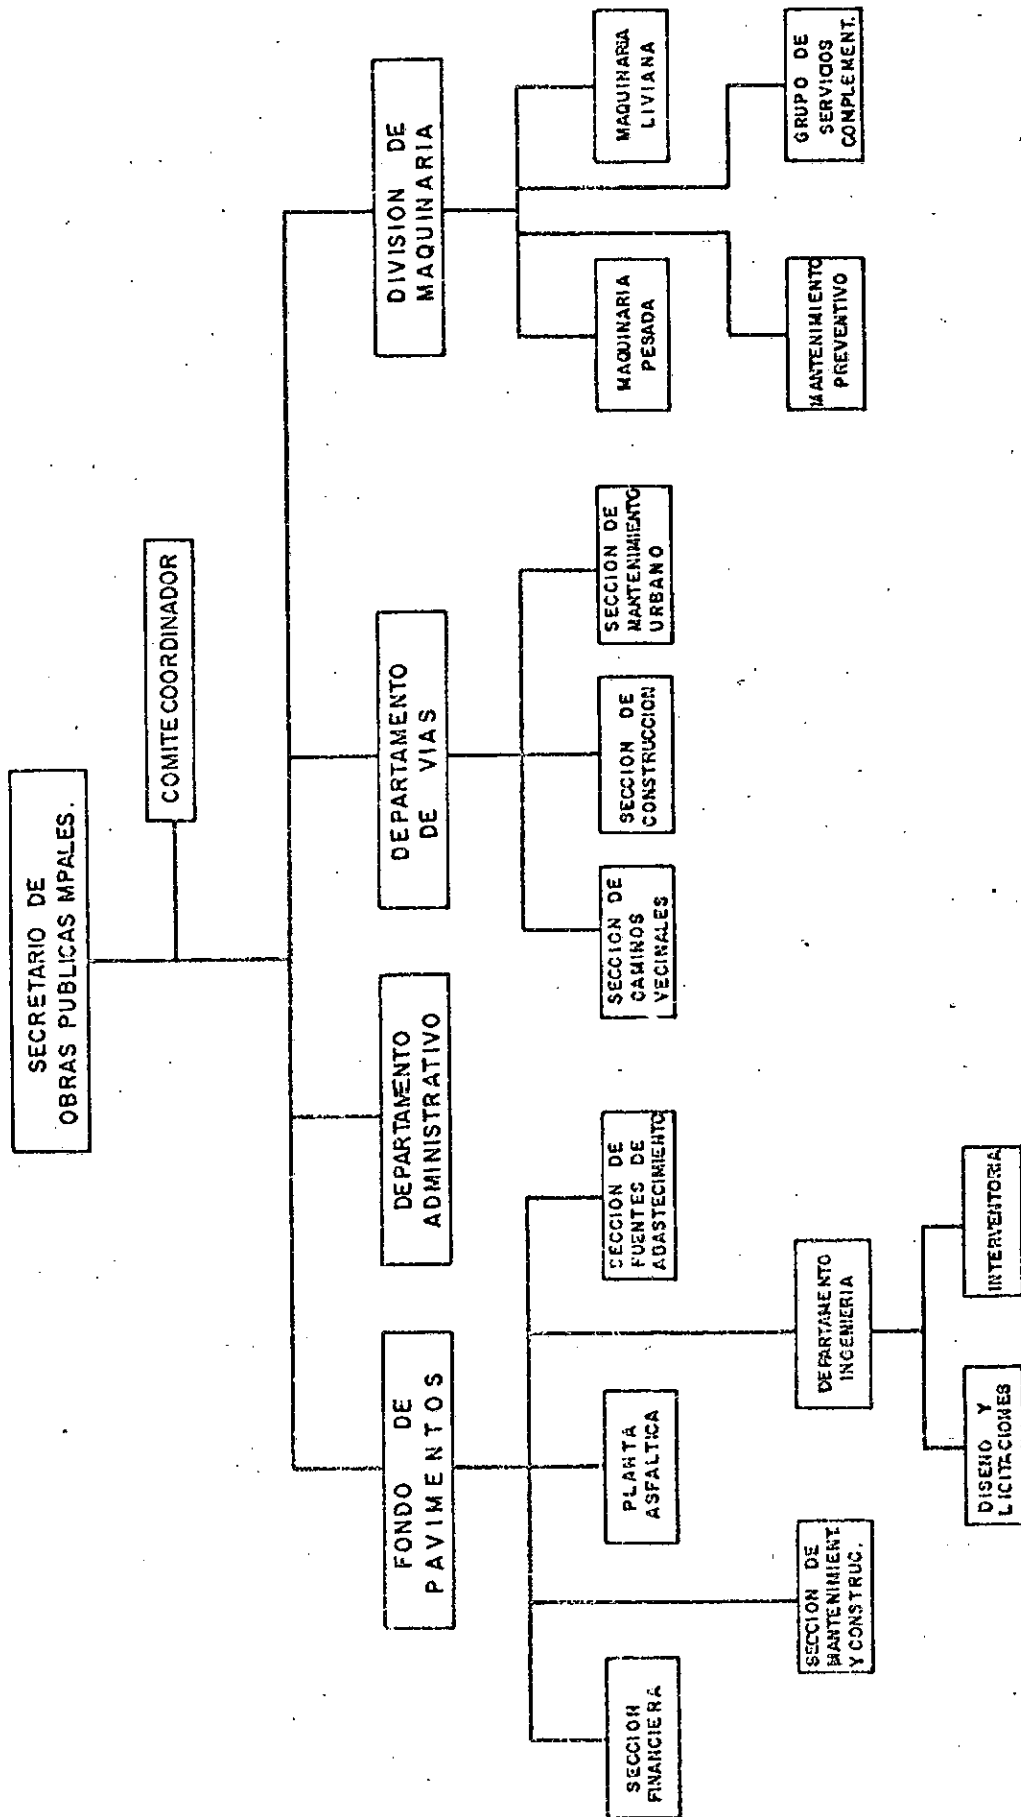 SECRETARIO DE
OBRAS PUBLICAS MPALES.
COMITE COORDINADOR
FONDO DE
PAVIMENTOS
DEPARTAMENTO
ADMINISTRATIVO
DEPARTAMENTO
DE VIAS
DIVISION DE
MAQUINARIA
SECCION
FINANCIERA
PLANTA
ASFALTICA
SECCION DE
FUENTES DE
ABASTECIMIENTO
SECCION DE
CAMINOS
VECINALES
SECCION DE
CONSTRUCCION
SECCION DE
MANTENIMIENTO
URBANO
MAQUINARIA
PESADA
MAQUINARIA
LIVIANA
SECCION DE
MANTENIMIENT.
Y CONSTRUC.
DEPARTAMENTO
INGENIERIA
MANTENIMIENTO
PREVENTIVO
GRUPO DE
SERVICIOS
COMPLEMENT.
DISENO Y
LICITACIONES
INTERVENTORIA